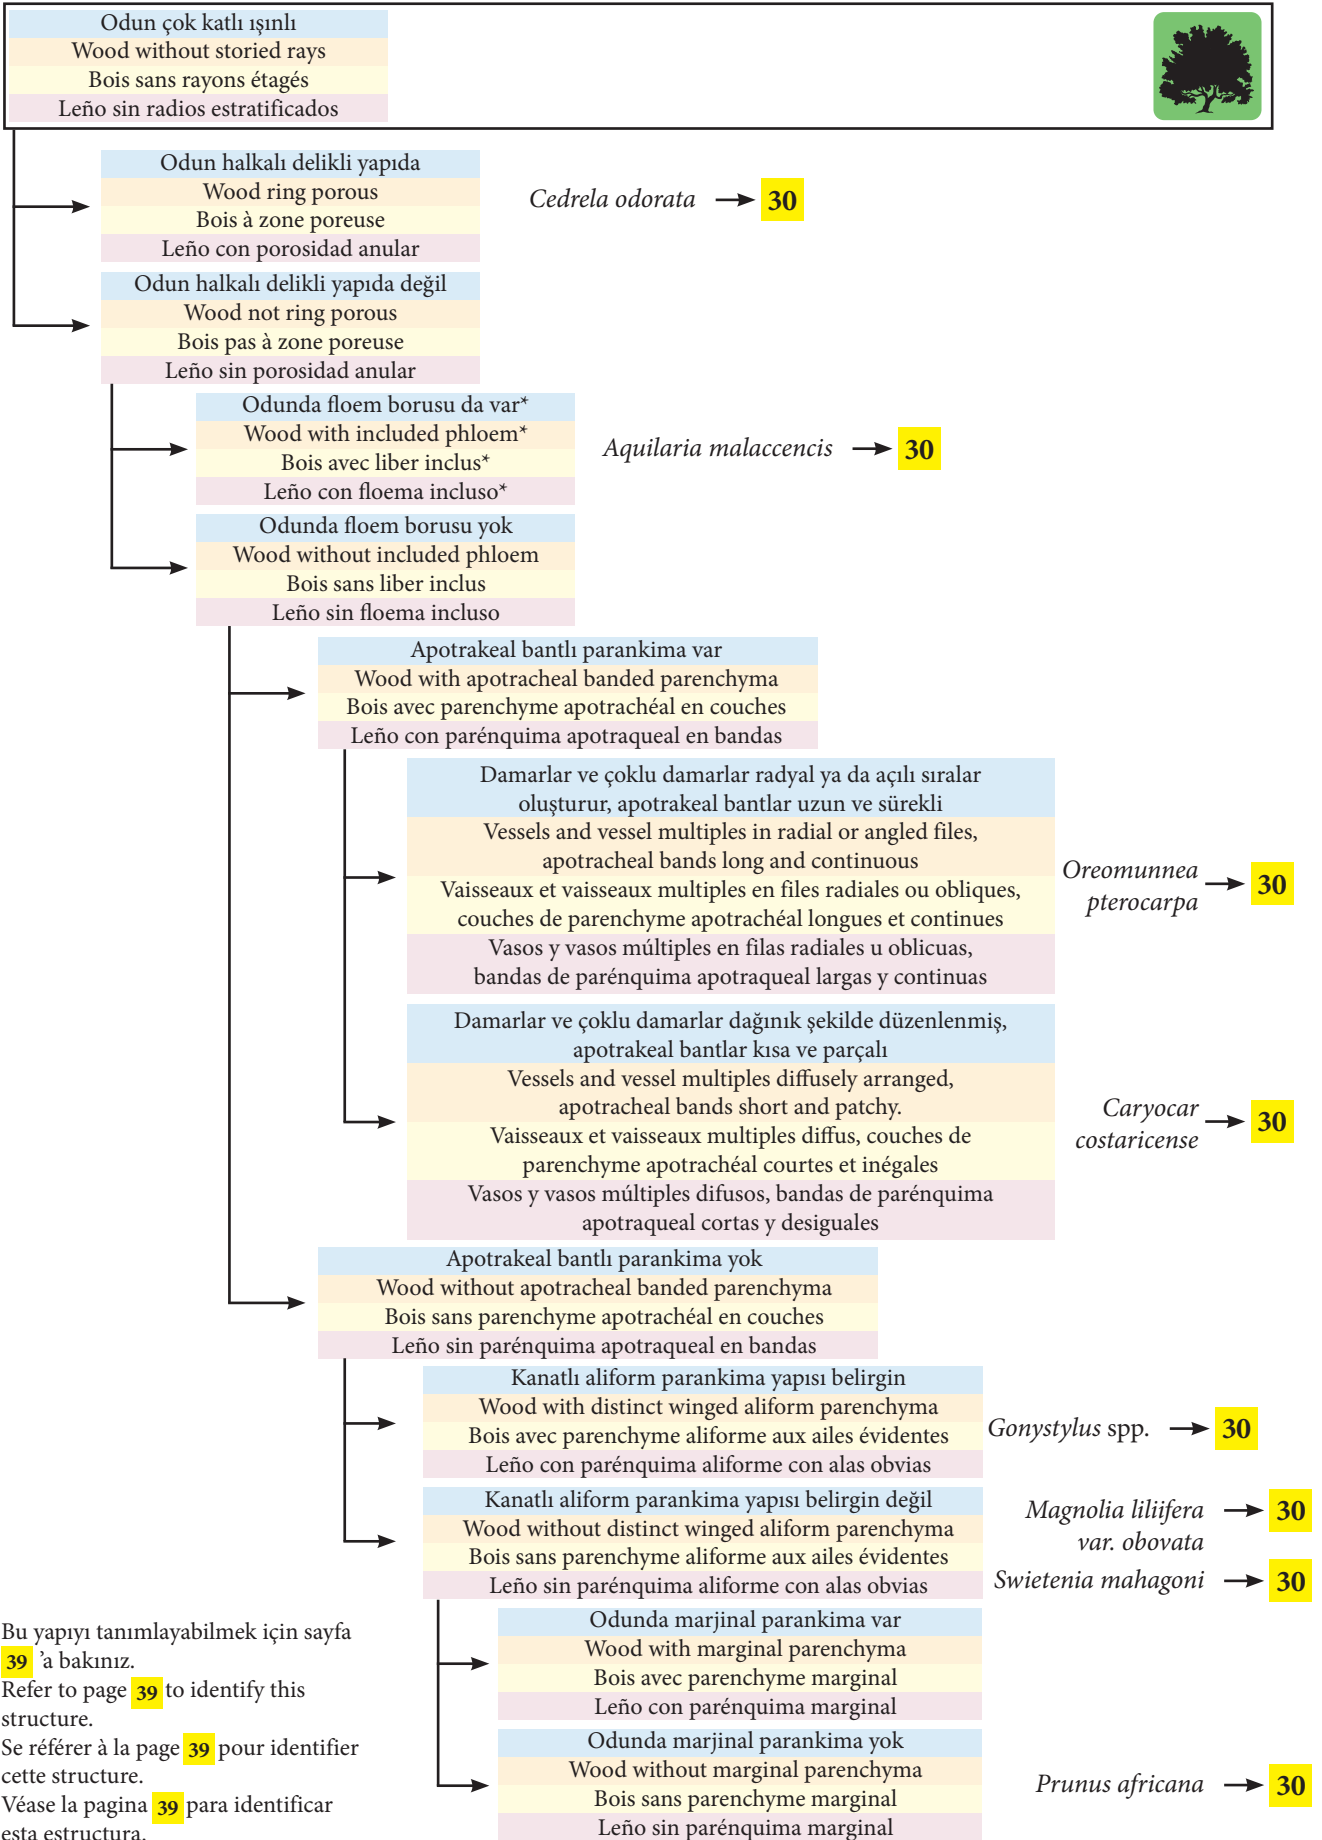 Odun çok katlı ışınlı
Wood without storied rays
Bois sans rayons étagés
Leño sin radios estratificados
Odun halkalı delikli yapıda
Wood ring porous
Bois à zone poreuse
Leño con porosidad anular
Cedrela odorata
30
Odun halkalı delikli yapıda değil
Wood not ring porous
Bois pas à zone poreuse
Leño sin porosidad anular
Odunda floem borusu da var*
Wood with included phloem*
Bois avec liber inclus*
Leño con floema incluso*
Aquilaria malaccencis
30
Odunda floem borusu yok
Wood without included phloem
Bois sans liber inclus
Leño sin floema incluso
Apotrakeal bantlı parankima var
Wood with apotracheal banded parenchyma
Bois avec parenchyme apotrachéal en couches
Leño con parénquima apotraqueal en bandas
Damarlar ve çoklu damarlar radyal ya da açılı sıralar
oluşturur, apotrakeal bantlar uzun ve sürekli
Vessels and vessel multiples in radial or angled files,
apotracheal bands long and continuous
Vaisseaux et vaisseaux multiples en files radiales ou obliques,
couches de parenchyme apotrachéal longues et continues
Vasos y vasos múltiples en filas radiales u oblicuas,
bandas de parénquima apotraqueal largas y continuas
Oreomunnea
pterocarpa
30
Damarlar ve çoklu damarlar dağınık şekilde düzenlenmiş,
apotrakeal bantlar kısa ve parçalı
Vessels and vessel multiples diffusely arranged,
apotracheal bands short and patchy.
Vaisseaux et vaisseaux multiples diffus, couches de
parenchyme apotrachéal courtes et inégales
Vasos y vasos múltiples difusos, bandas de parénquima
apotraqueal cortas y desiguales
Caryocar
costaricense
30
Apotrakeal bantlı parankima yok
Wood without apotracheal banded parenchyma
Bois sans parenchyme apotrachéal en couches
Leño sin parénquima apotraqueal en bandas
Kanatlı aliform parankima yapısı belirgin
Wood with distinct winged aliform parenchyma
Bois avec parenchyme aliforme aux ailes évidentes
Leño con parénquima aliforme con alas obvias
Gonystylus spp.
30
Kanatlı aliform parankima yapısı belirgin değil
Wood without distinct winged aliform parenchyma
Bois sans parenchyme aliforme aux ailes évidentes
Leño sin parénquima aliforme con alas obvias
Magnolia liliifera
var. obovata
30
Swietenia mahagoni
30
Odunda marjinal parankima var
Wood with marginal parenchyma
Bois avec parenchyme marginal
Leño con parénquima marginal
Odunda marjinal parankima yok
Wood without marginal parenchyma
Bois sans parenchyme marginal
Leño sin parénquima marginal
Prunus africana
30
Bu yapıyı tanımlayabilmek için sayfa
39 'a bakınız.
Refer to page 39 to identify this
structure.
Se référer à la page 39 pour identifier
cette structure.
Véase la pagina 39 para identificar
esta estructura.